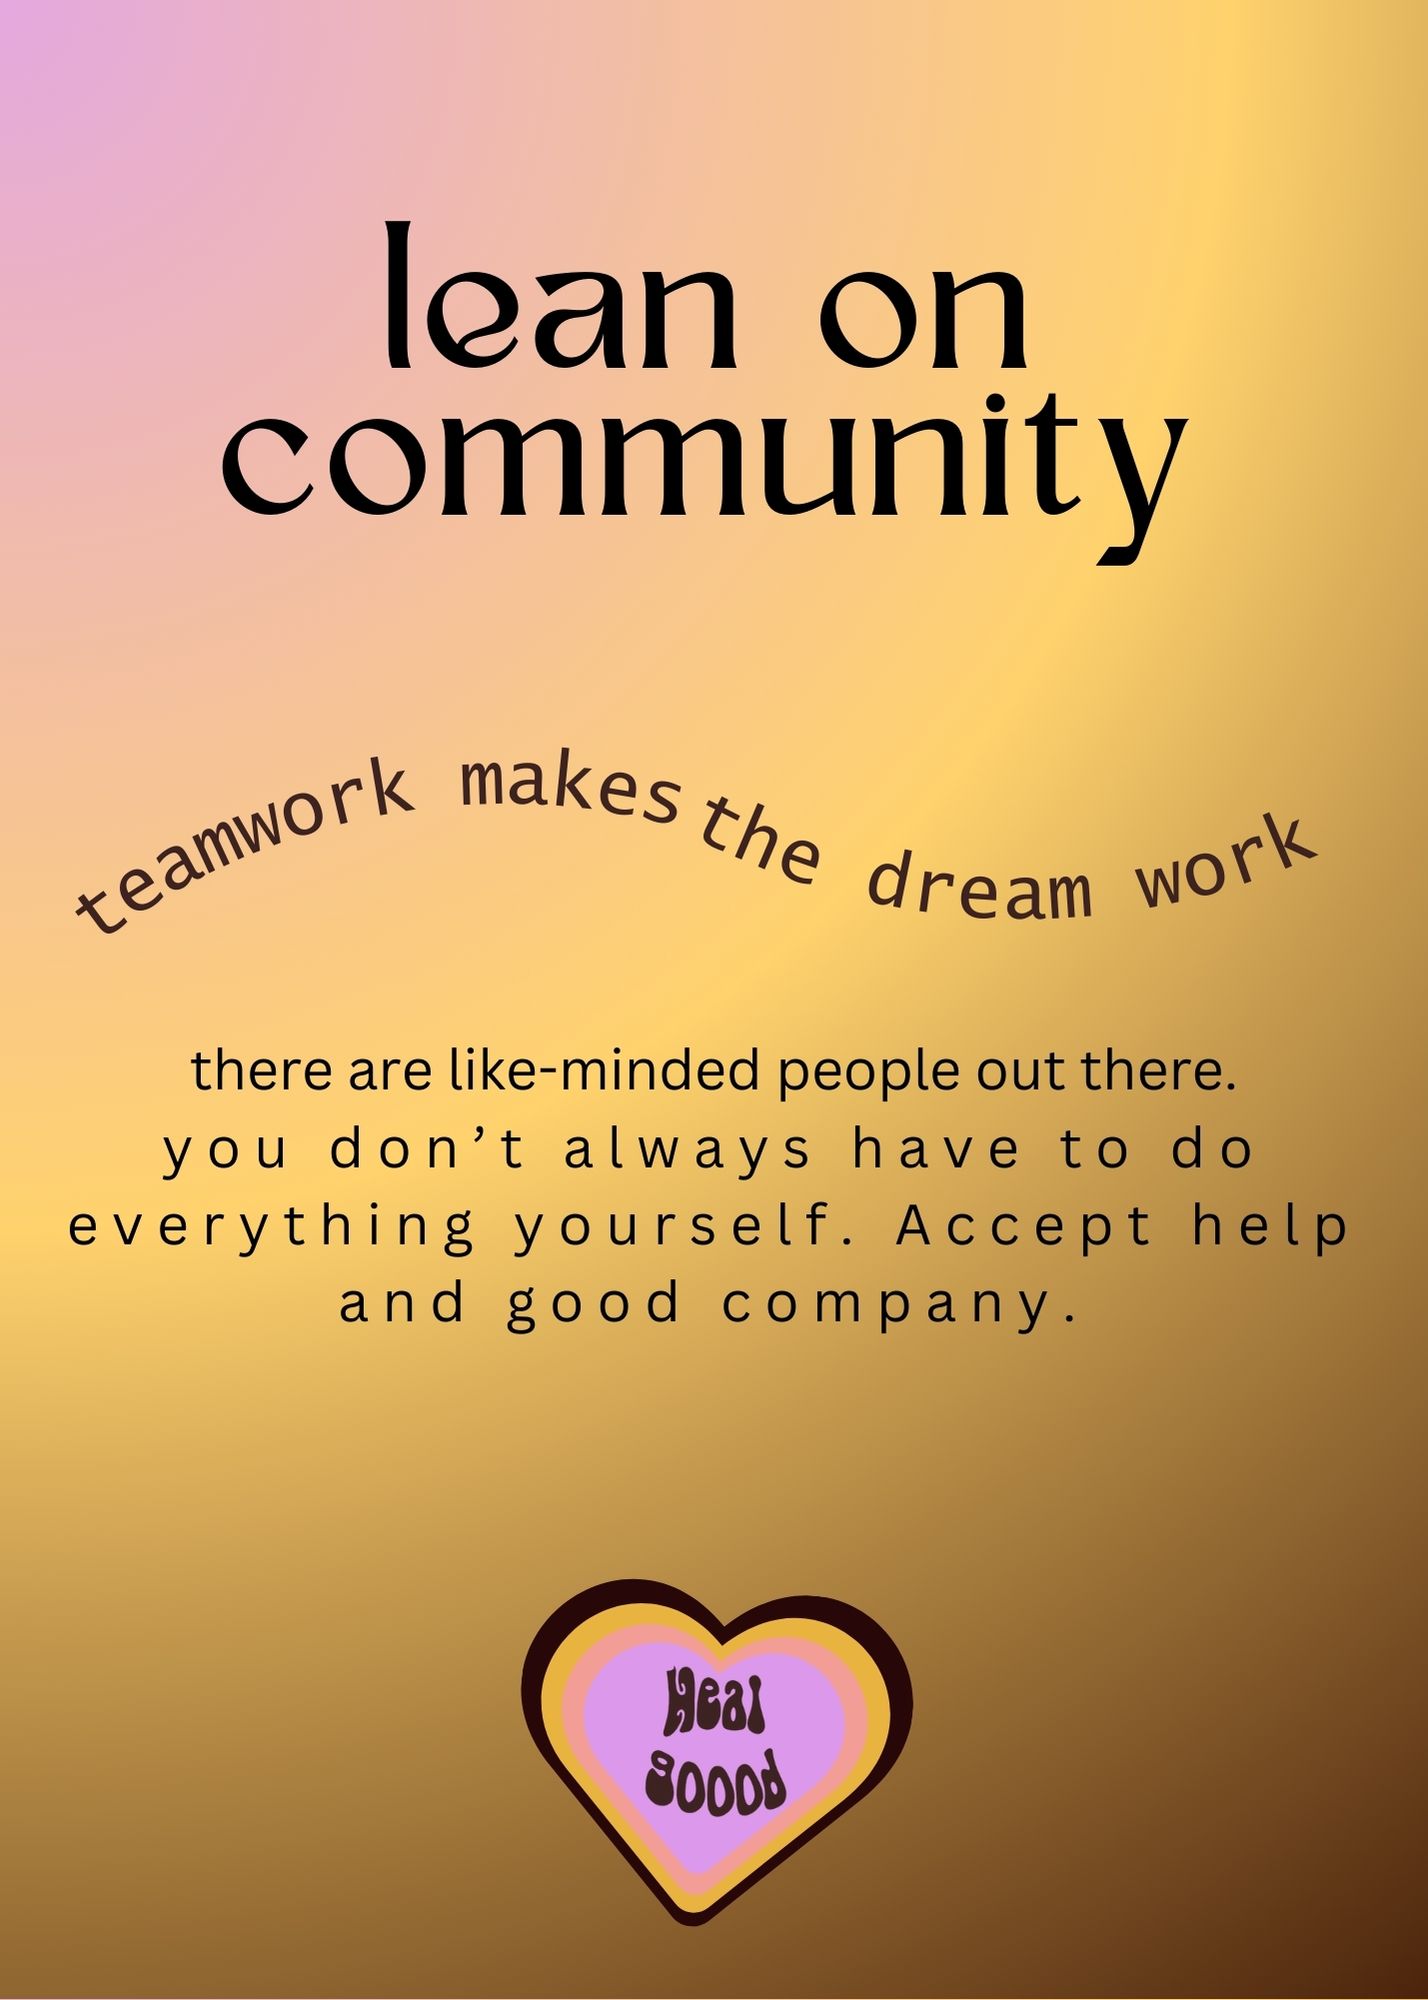 lean on
community
teamwork makes the dream work
there are like-minded people out there.
you don’t always have to do
everything yourself. Accept help
and good company.
Heal
goood